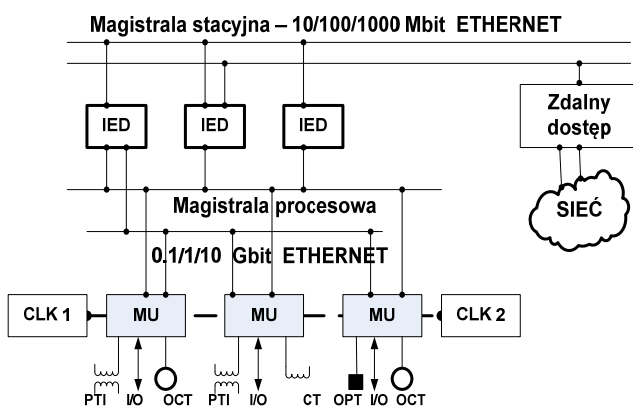 Magistrala stacyjna – 10/100/1000 Mbit ETHERNET
IED IED IED
Zdalny
dostęp
Magistrala procesowa
SIEĆ
0.1/1/10 Gbit ETHERNET
CLK 1 MU MU MU CLK 2
PTI I/O OCT PTI I/O CT OPT I/O OCT